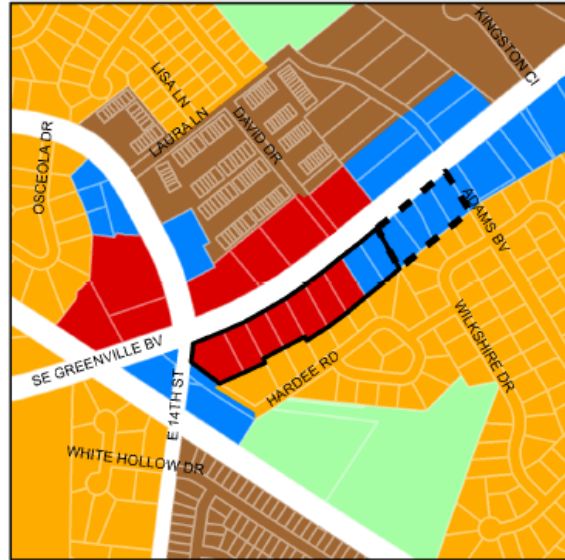 KINGSTON CI
LISA LN
LAURA LN
DAVID DR
OSCEOLA DR
ADAMS BV
WILKSHIRE DR
SE GREENVILLE BV
HARDEE RD
E 14TH ST
WHITE HOLLOW DR